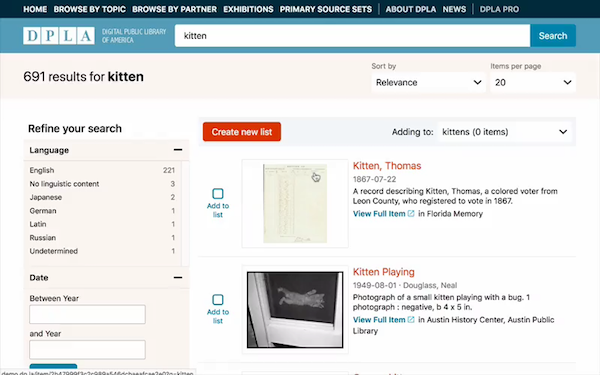 HOME BROWSE BY TOPIC BROWSE BY PARTNER EXHIBITIONS PRIMARY SOURCE SETS ABOUT DPLA NEWS DPLA PRO
DPLA
DIGITAL PUBLIC LIBRARY
OF AMERICA
kitten
Search
691 results for kitten
Sort by
Relevance
Items per page
20
Refine your search
Language
English 221
No linguistic content 3
Japanese 2
German 1
Latin 1
Russian 1
Undetermined 1
Date
Between Year
and Year
Create new list
Adding to: kittens (0 items)
Add to
list
Kitten, Thomas
1867-07-22
A record describing Kitten, Thomas, a colored voter from
Leon County, who registered to vote in 1867.
View Full Item in Florida Memory
Add to
list
Kitten Playing
1949-08-01 · Douglass, Neal
Photograph of a small kitten playing with a bug. 1
photograph : negative, b 4 x 5 in.
View Full Item in Austin History Center, Austin Public
Library